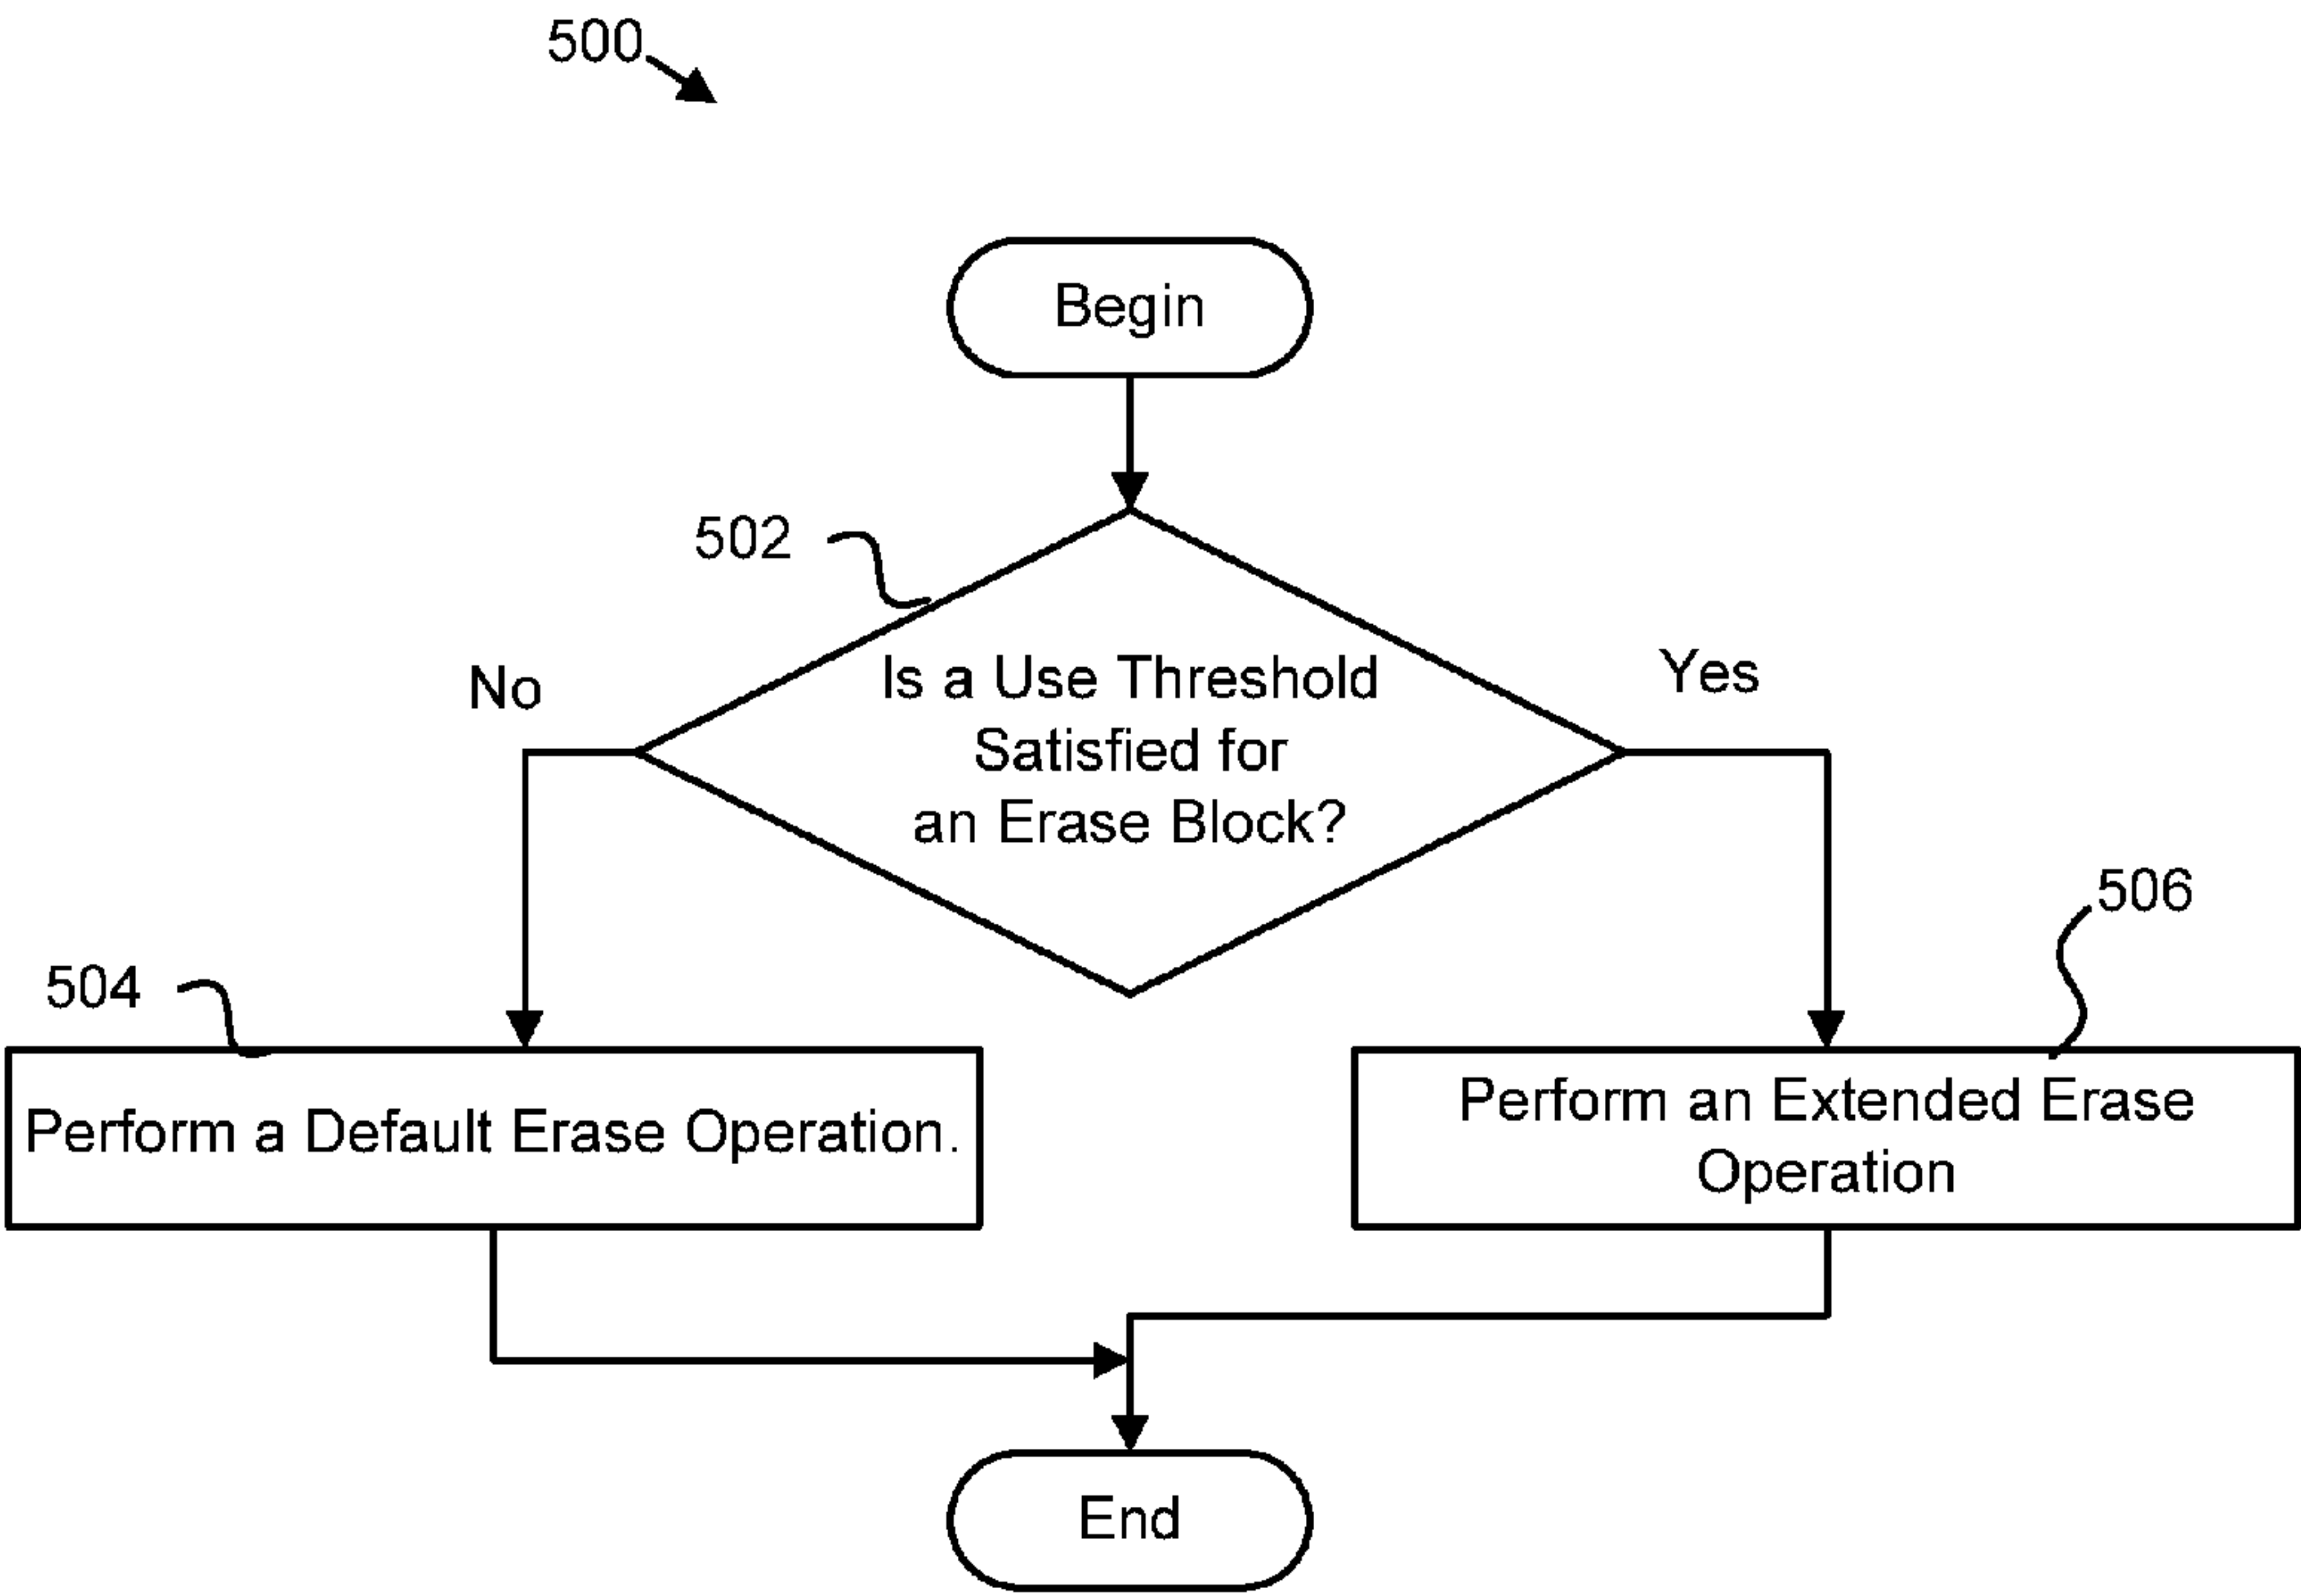 500
Begin
502
Is a Use Threshold
Satisfied for
an Erase Block?
No
Yes
504
506
Perform a Default Erase Operation.
Perform an Extended Erase
Operation
End